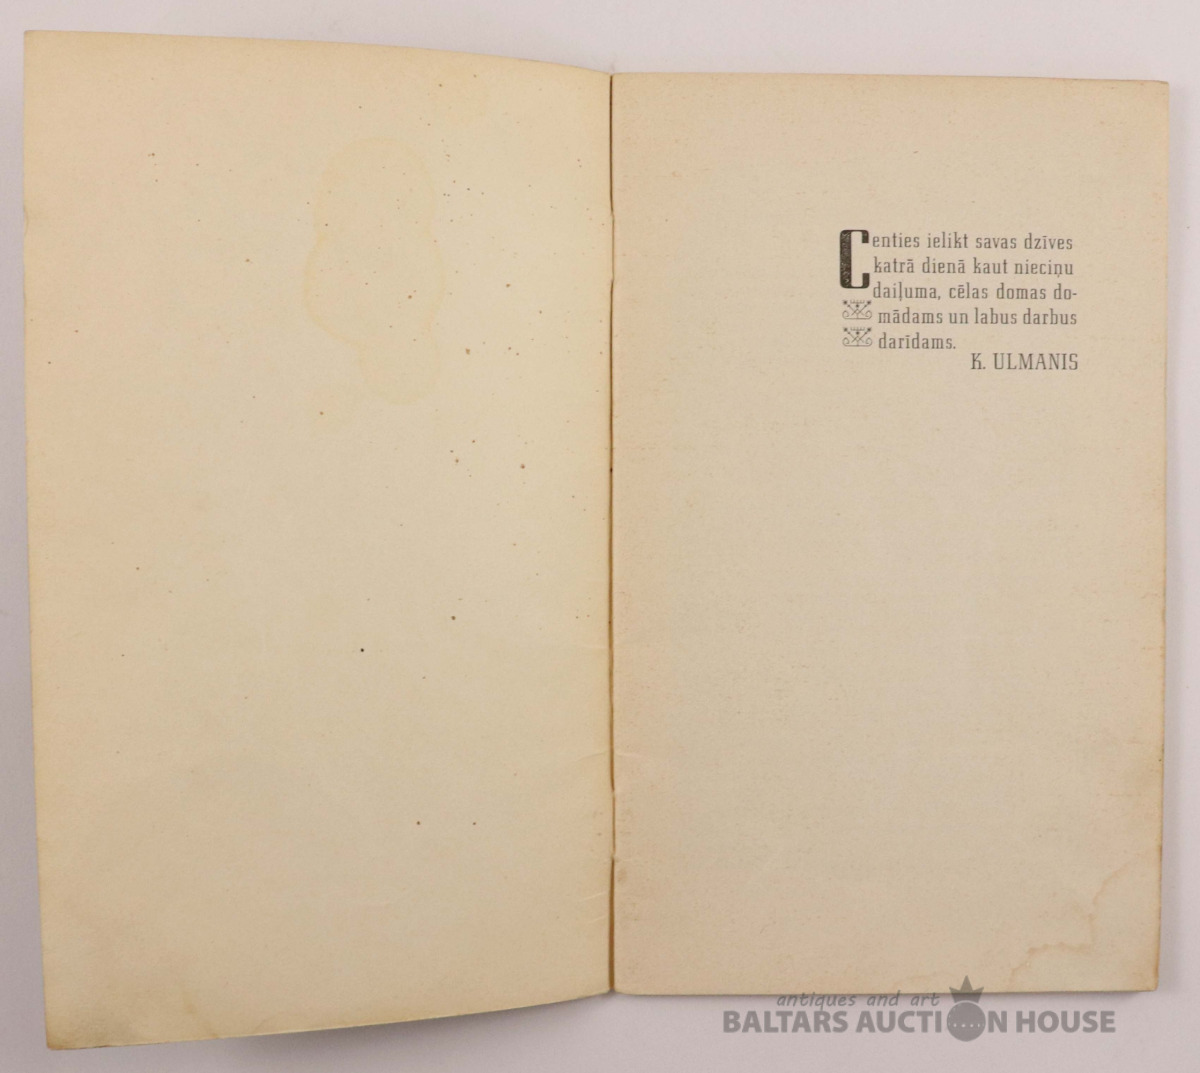 Centies ielikt savas dzīves
katrā dienā kaut nieciņu
daiļuma, cēlas domas do-
mādams un labus darbus
darīdams.
K. ULMANIS
antiques and art
BALTARS AUCTION HOUSE